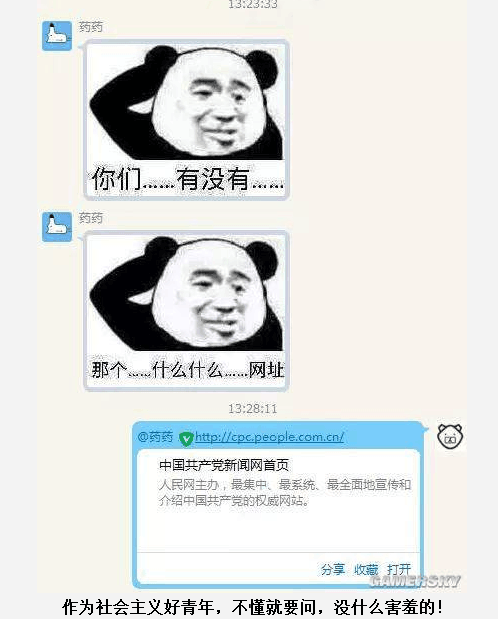 13:23:33
药药
你们……有没有……
药药
那个……什么什么……网址
13:28:11
@药药 http://cpc.people.com.cn/
中国共产党新闻网首页
人民网主办，最集中、最系统、最全面地宣传和
介绍中国共产党的权威网站。
分享 收藏 打开
GAMERSKY
作为社会主义好青年，不懂就要问，没什么害羞的！